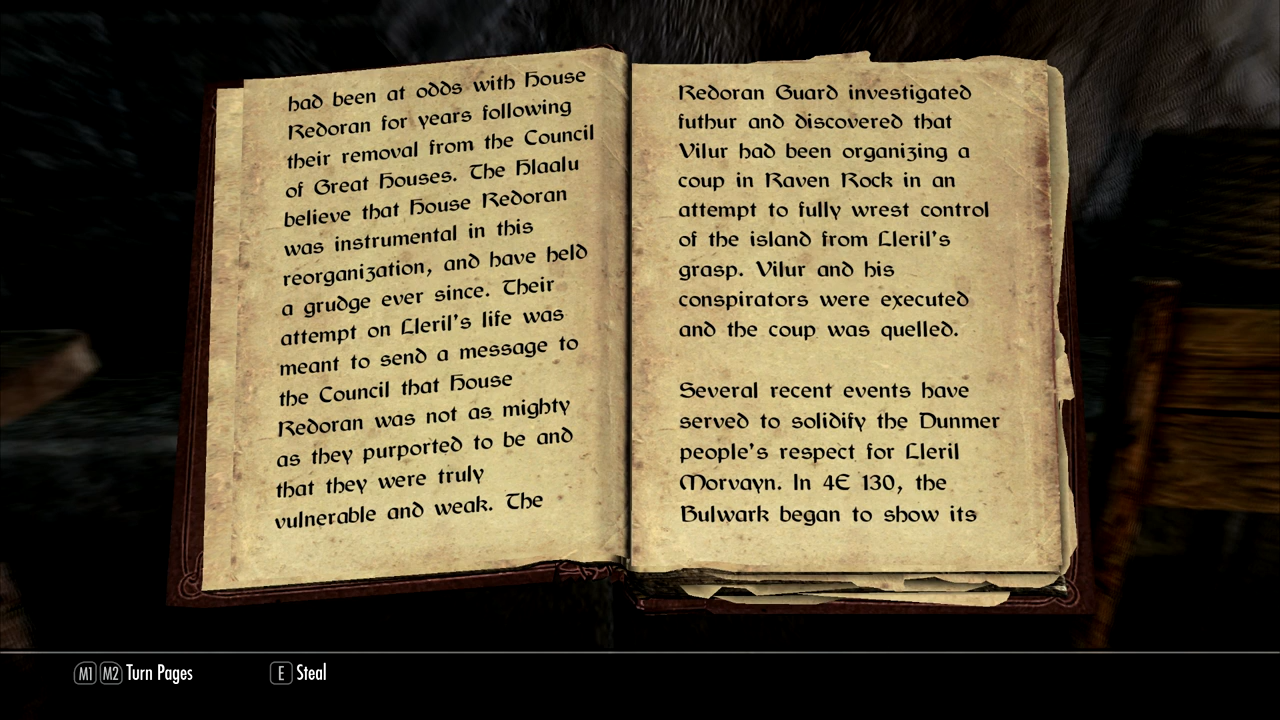 had been at odds with House
Redoran for years following
their removal from the Council
of Great Houses. The Hlaalu
believe that House Redoran
was instrumental in this
reorganization, and have held
a grudge ever since. Their
attempt on Lleril's life was
meant to send a message to
the Council that House
Redoran was not as mighty
as they purported to be and
that they were truly
vulnerable and weak. The
Redoran Guard investigated
futhur and discovered that
Vilur had been organizing a
coup in Raven Rock in an
attempt to fully wrest control
of the island from Lleril's
grasp. Vilur and his
conspirators were executed
and the coup was quelled.
Several recent events have
served to solidify the Dunmer
people's respect for Lleril
Morvayn. In 4E 130, the
Bulwark began to show its
M1 M2 Turn Pages
E Steal